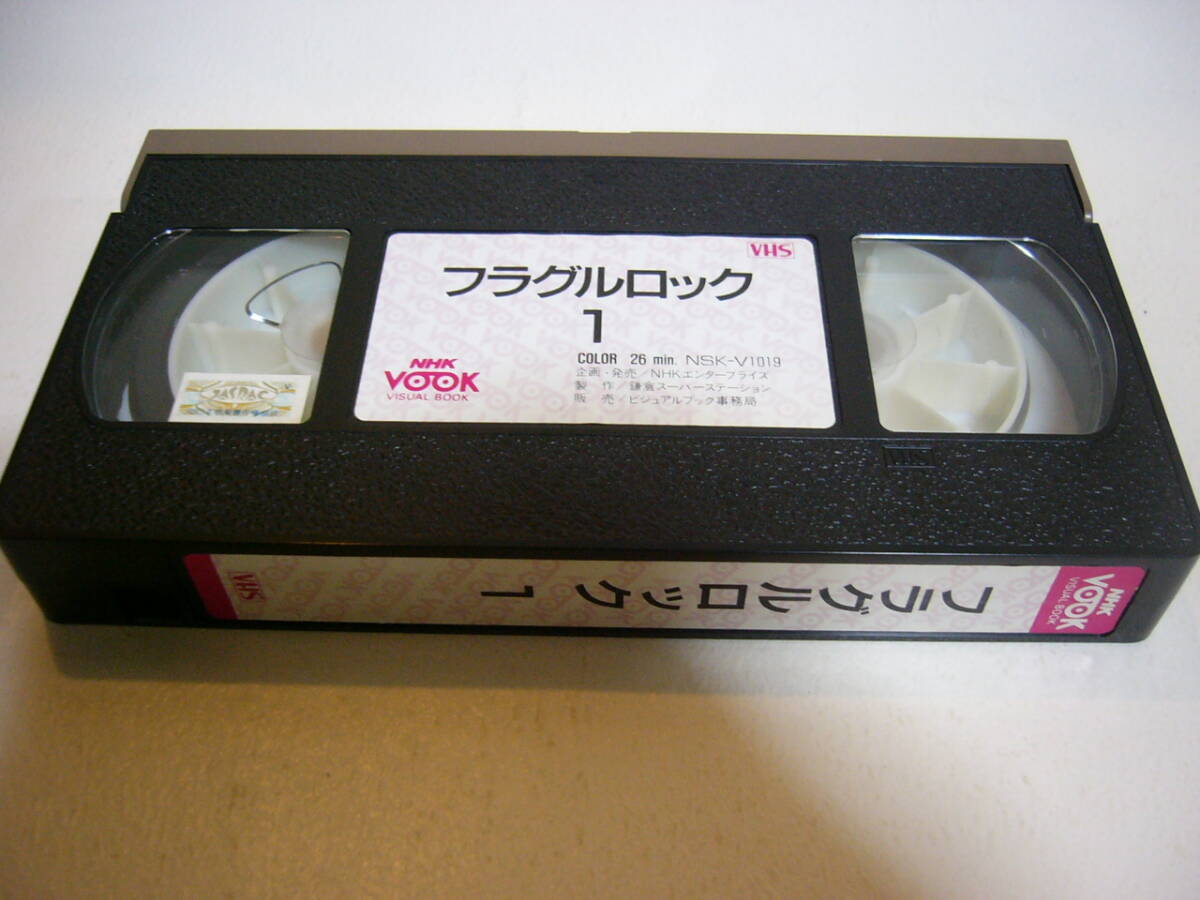 VHS
フラグルロック
1
COLOR 26 min. NSK-V1019
企画・発売/NHKエンタープライズ
製 作/鎌倉スーパーステーション
販 売/ビジュアルブック事務局
NHK
VOOK
VISUAL BOOK
JASRAC
VHS
フラグルロック 1
NHK
VOOK
VISUAL BOOK